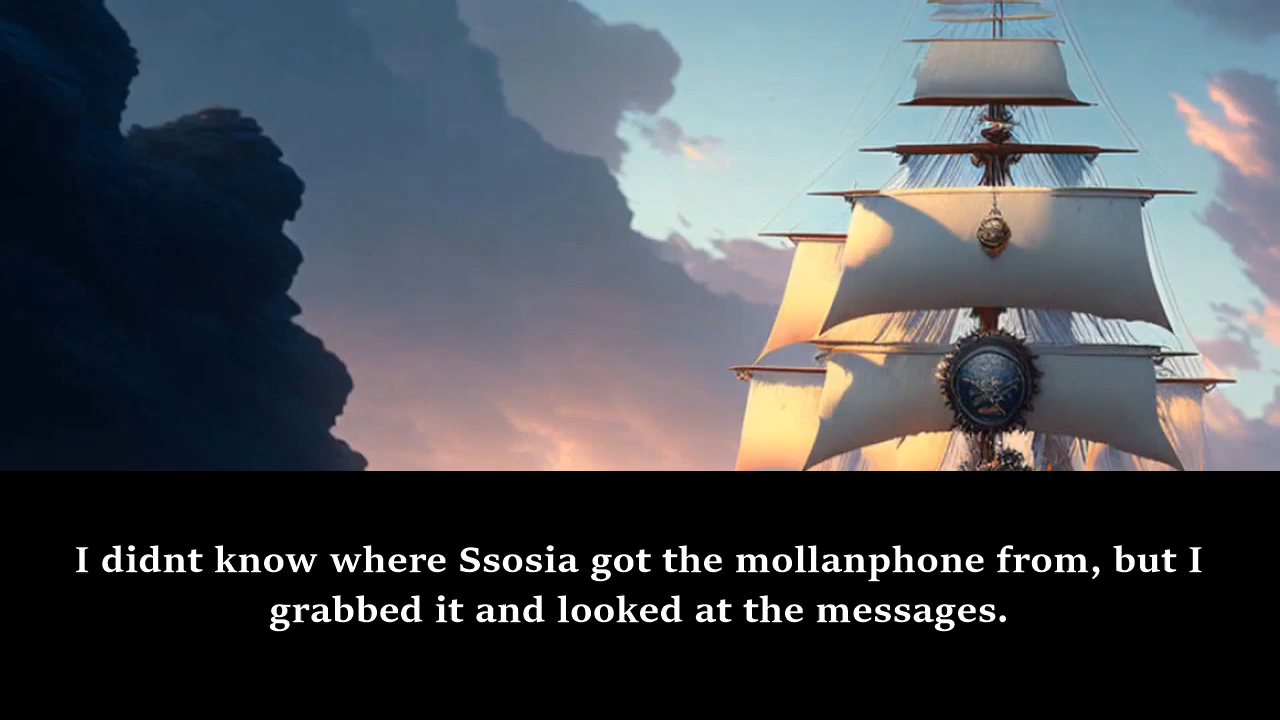 I didnt know where Ssosia got the mollanphone from, but I
grabbed it and looked at the messages.